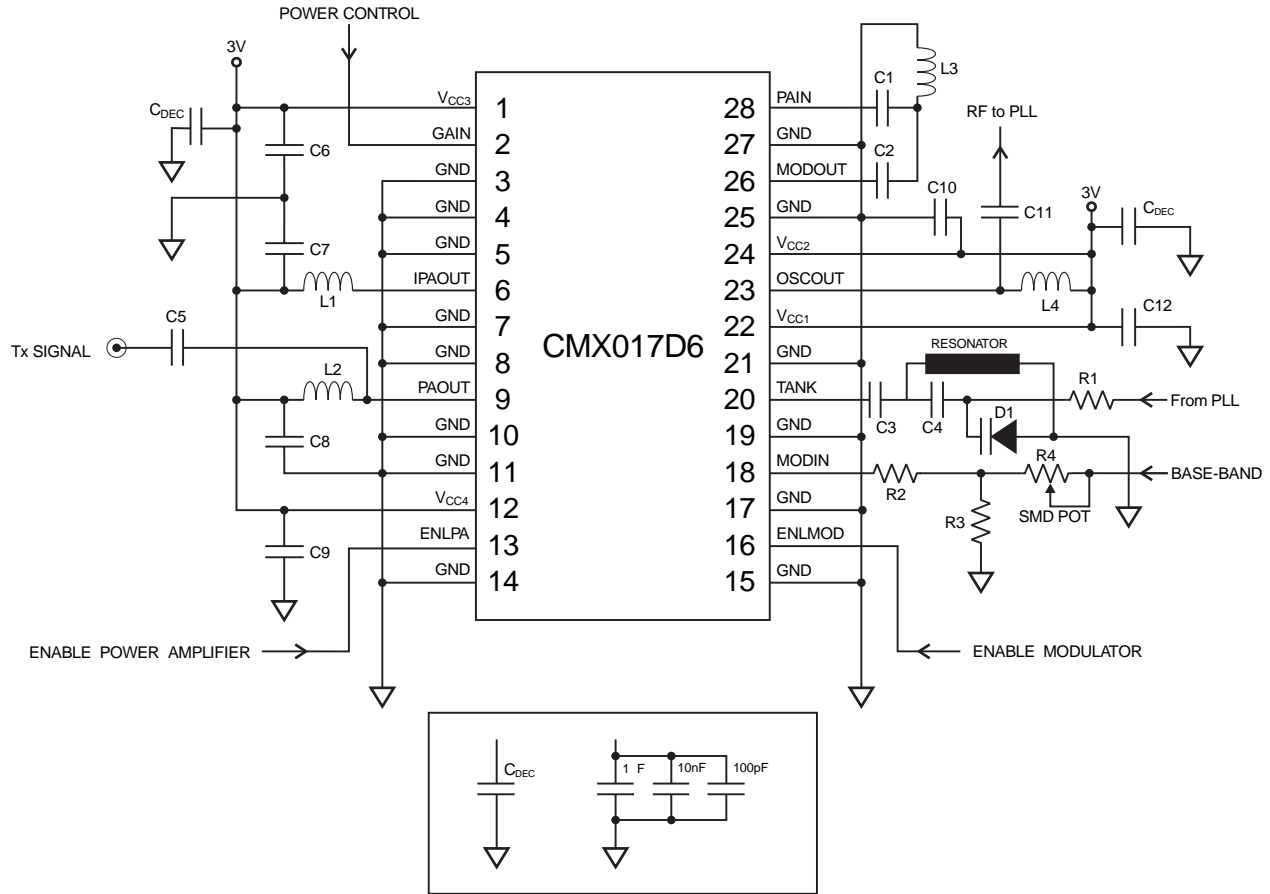 POWER CONTROL
3V
CDEC
C6
C7
L1
C5
Tx SIGNAL
L2
C8
C9
ENABLE POWER AMPLIFIER
VCC3
GAIN
GND
GND
GND
IPAOUT
GND
GND
PAOUT
GND
GND
VCC4
ENLPA
GND
1
2
3
4
5
6
7
8
9
10
11
12
13
14
CMX017D6
28
27
26
25
24
23
22
21
20
19
18
17
16
15
PAIN
GND
MODOUT
GND
VCC2
OSCOUT
VCC1
GND
TANK
GND
MODIN
GND
ENLMOD
GND
C1
L3
C2
RF to PLL
C10
C11
3V
CDEC
L4
C12
RESONATOR
C3
C4
D1
R1
From PLL
R2
R4
BASE-BAND
R3
SMD POT
ENABLE MODULATOR
CDEC
1 F
10nF
100pF